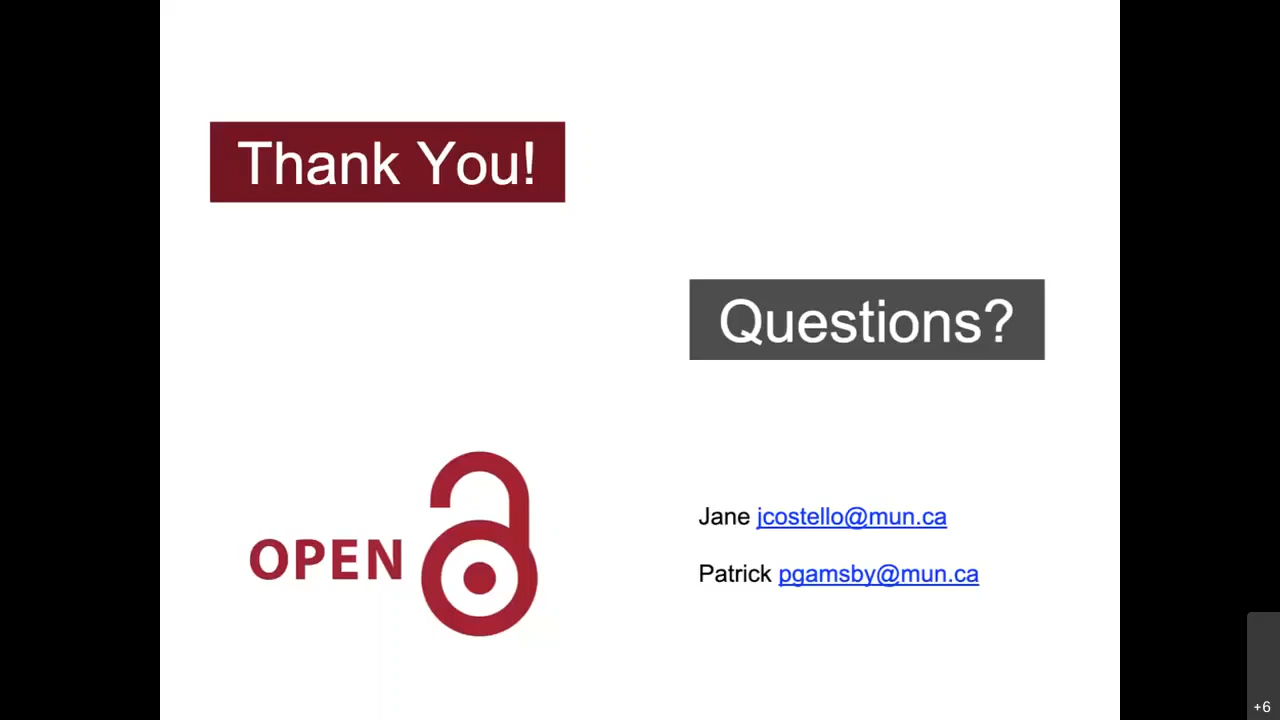 Thank You!
Questions?
OPEN
Jane jcostello@mun.ca
Patrick pgamsby@mun.ca
+6